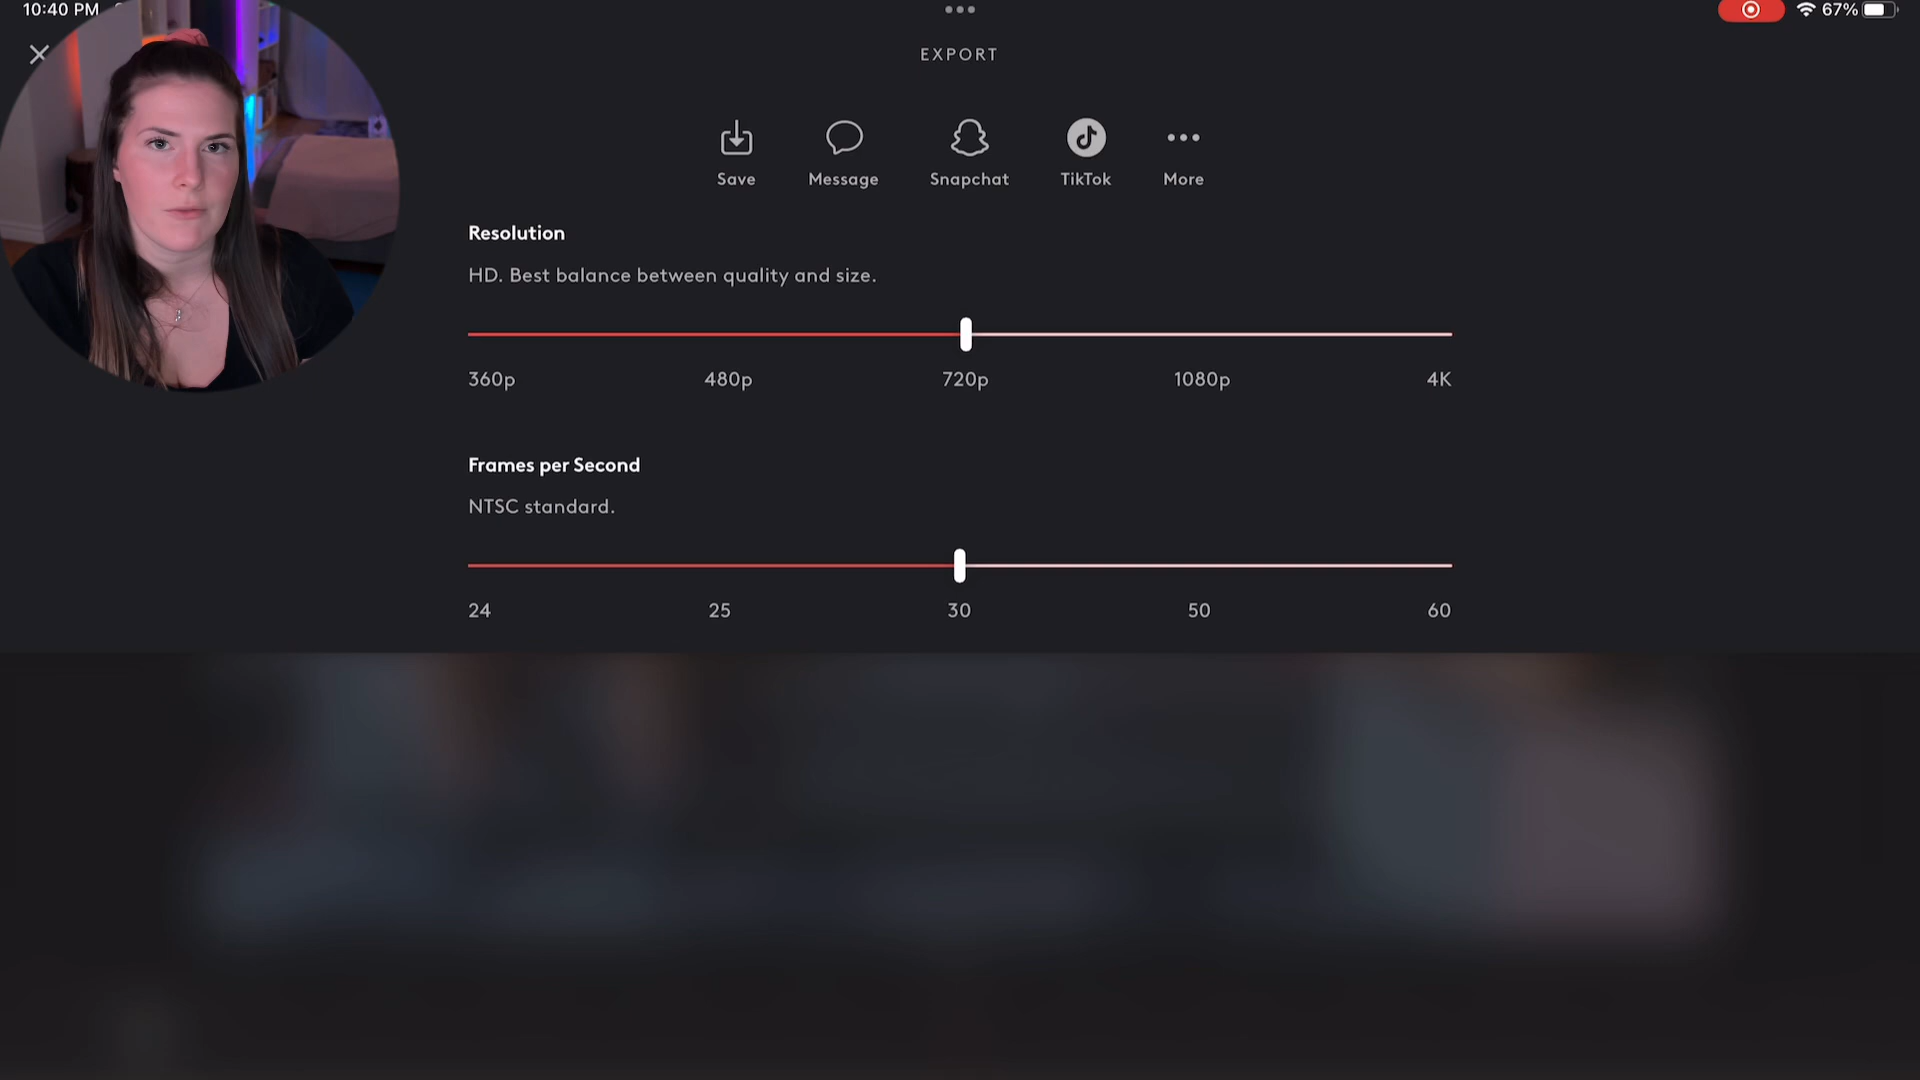 10:40 PM
67%
EXPORT
Save
Message
Snapchat
TikTok
More
Resolution
HD. Best balance between quality and size.
360p
480p
720p
1080p
4K
Frames per Second
NTSC standard.
24
25
30
50
60